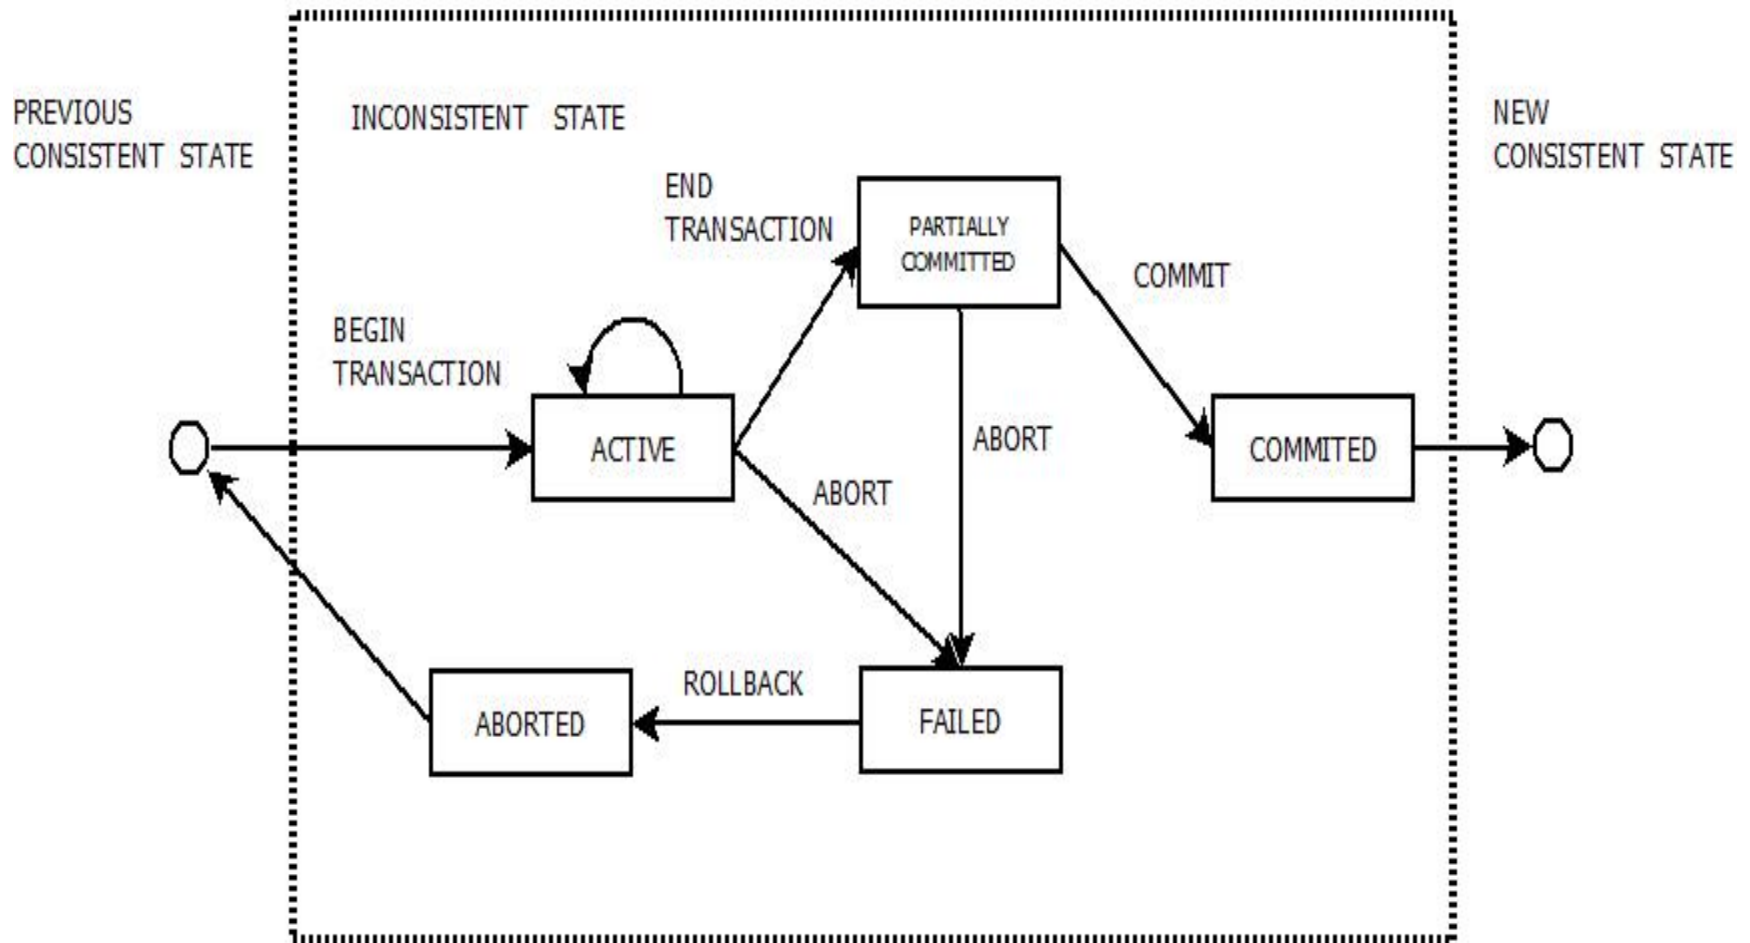 PREVIOUS
CONSISTENT STATE
INCONSISTENT STATE
NEW
CONSISTENT STATE
END
TRANSACTION
PARTIALLY
COMMITTED
COMMIT
BEGIN
TRANSACTION
ACTIVE
ABORT
ABORT
COMMITED
ROLLBACK
ABORTED
FAILED